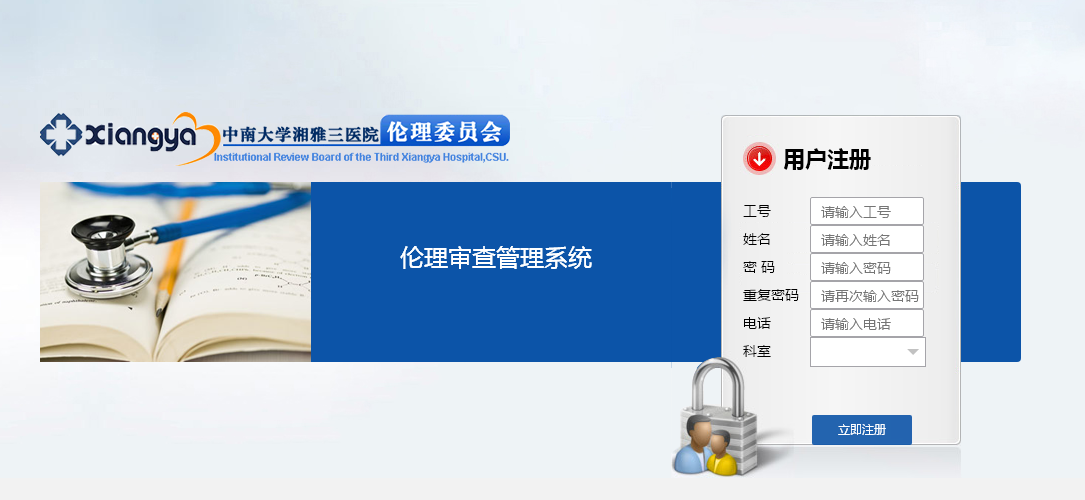 xiangya 中南大学湘雅三医院 伦理委员会
Institutional Review Board of the Third Xiangya Hospital,CSU.
伦理审查管理系统
用户注册
工号 请输入工号
姓名 请输入姓名
密 码 请输入密码
重复密码 请再次输入密码
电话 请输入电话
科室
立即注册